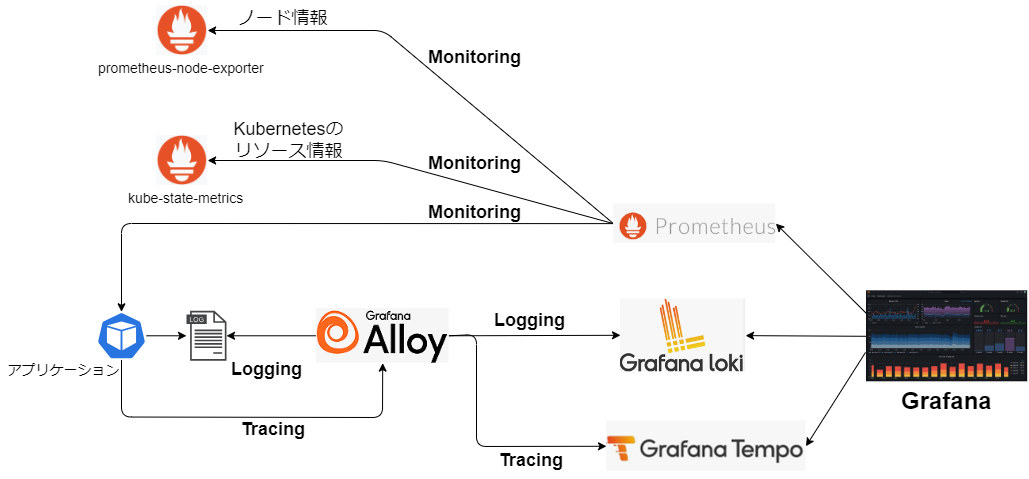 ノード情報
Monitoring
prometheus-node-exporter
Kubernetesの
リソース情報
Monitoring
kube-state-metrics
Monitoring
Prometheus
LOG
Grafana
Alloy
Logging
Logging
Grafana loki
アプリケーション
Grafana
Tracing
Grafana Tempo
Tracing